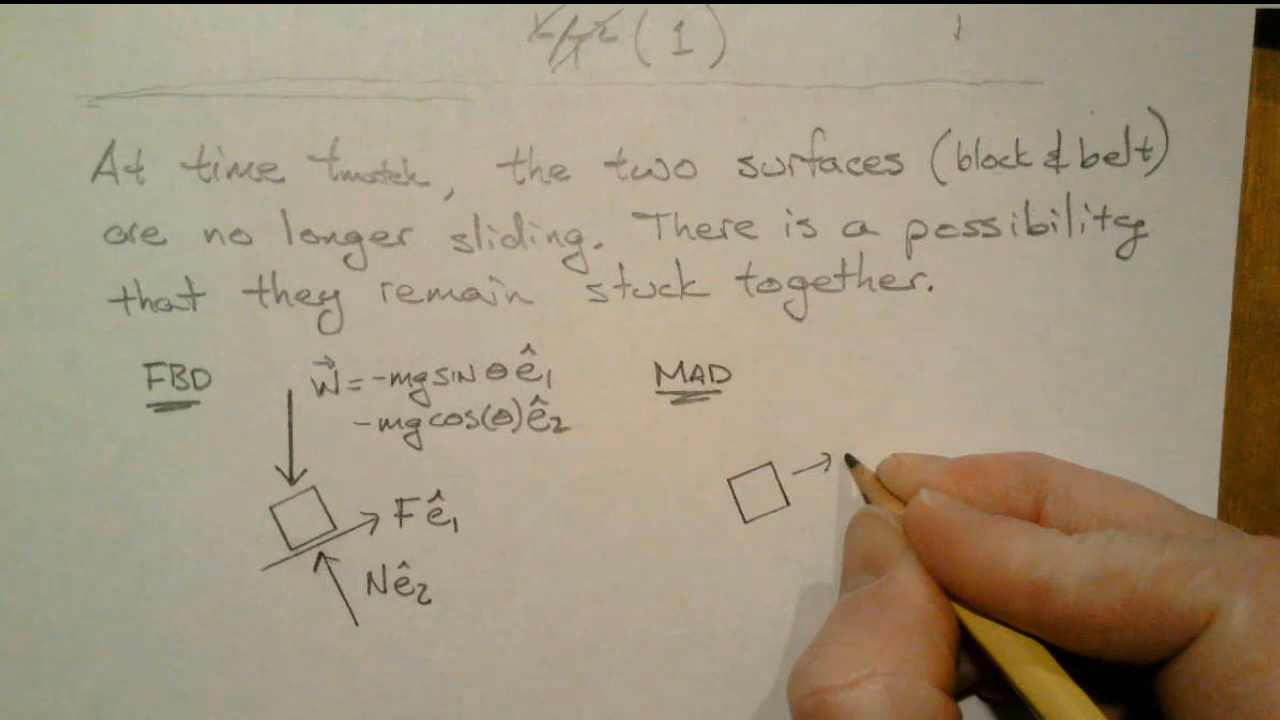 (1)
At time tmatch, the two surfaces (block & belt)
are no longer sliding. There is a possibility
that they remain stuck together.
FBD
W⃗ = -mg sin θ ê₁
-mg cos(θ) ê₂
MAD
F ê₁
N ê₂